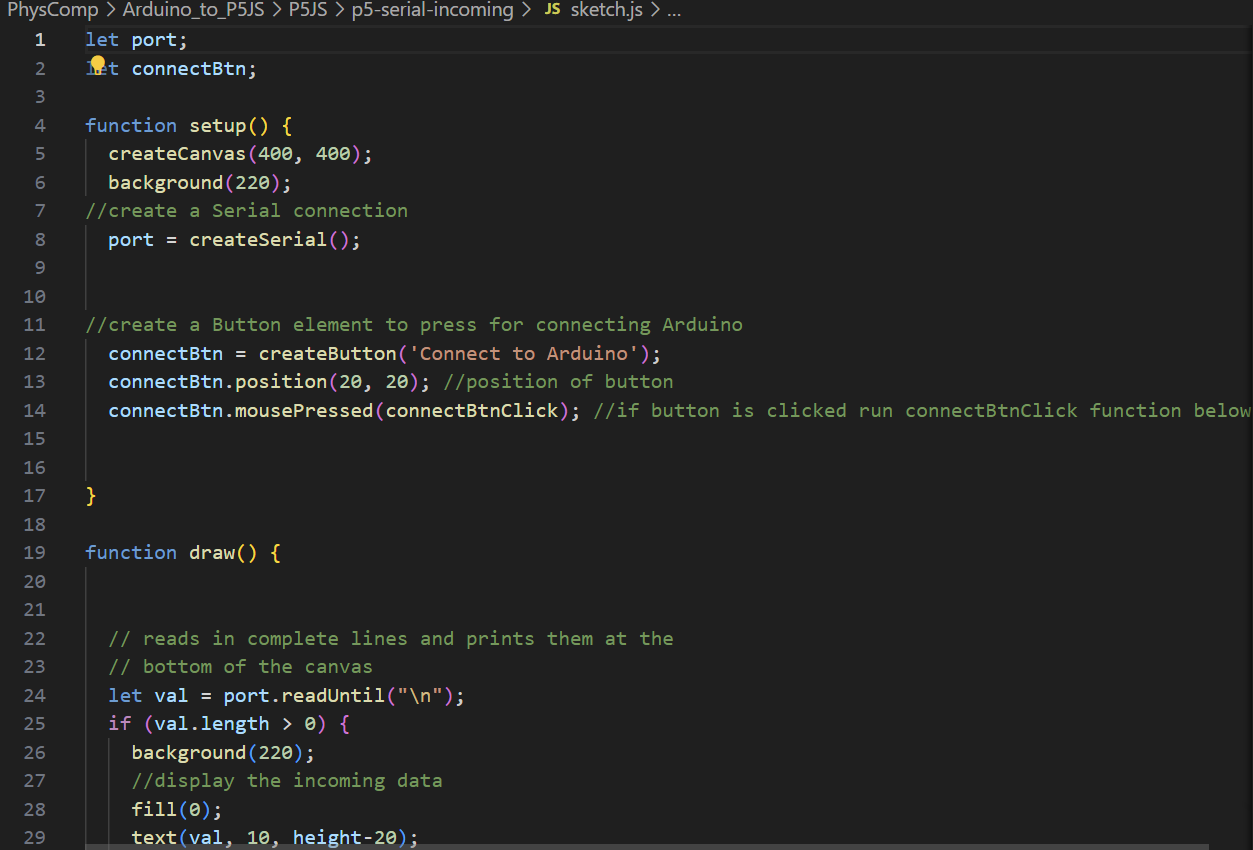 PhysComp > Arduino_to_P5JS > P5JS > p5-serial-incoming > JS sketch.js > ...
1 let port;
2 let connectBtn;
3
4 function setup() {
5 createCanvas(400, 400);
6 background(220);
7 //create a Serial connection
8 port = createSerial();
9
10
11 //create a Button element to press for connecting Arduino
12 connectBtn = createButton('Connect to Arduino');
13 connectBtn.position(20, 20); //position of button
14 connectBtn.mousePressed(connectBtnClick); //if button is clicked run connectBtnClick function below
15
16
17 }
18
19 function draw() {
20
21
22 // reads in complete lines and prints them at the
23 // bottom of the canvas
24 let val = port.readUntil("\n");
25 if (val.length > 0) {
26 background(220);
27 //display the incoming data
28 fill(0);
29 text(val, 10, height-20);